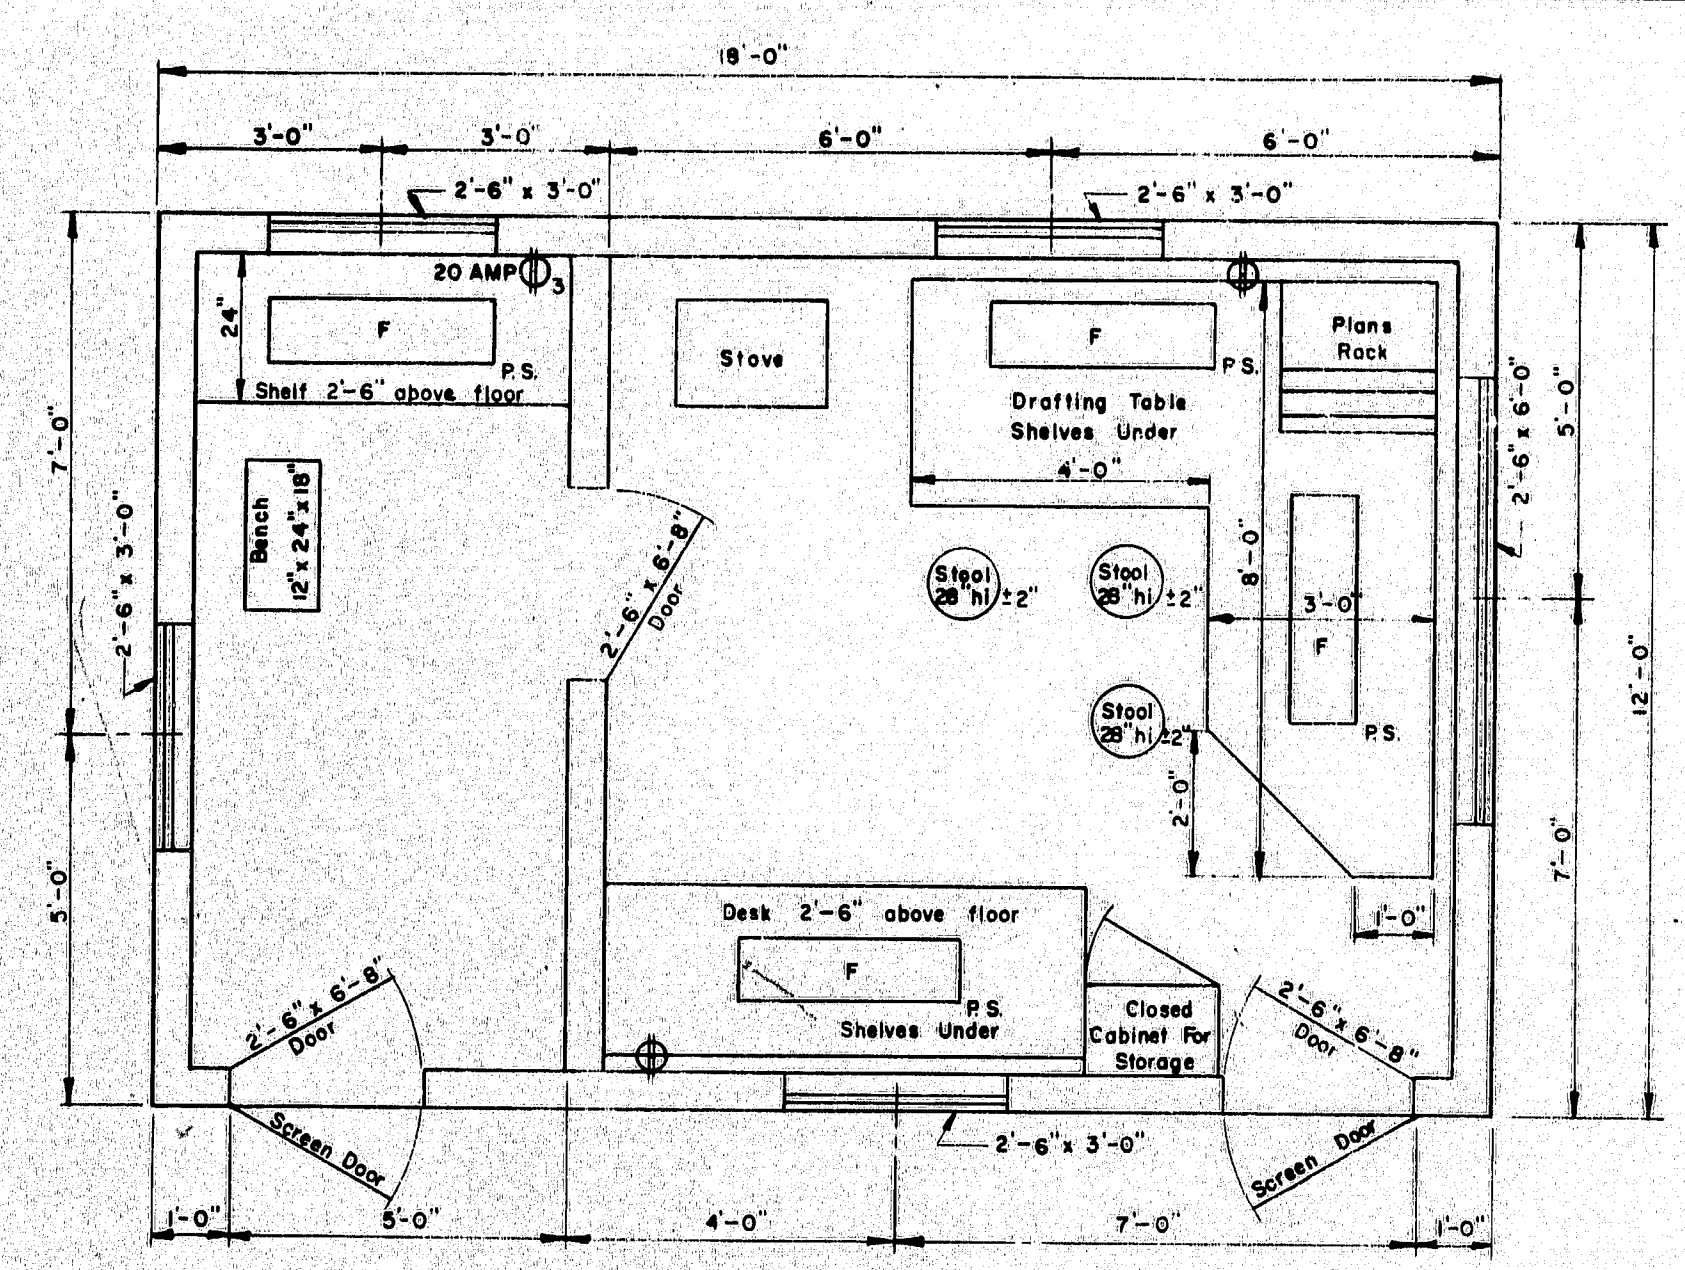 18'-0"
3'-0"
3'-0"
6'-0"
6'-0"
2'-6" x 3'-0"
2'-6" x 3'-0"
20 AMP
3
24"
F
P.S.
Shelf 2'-6" above floor
Stove
F
P.S.
Drafting Table
Shelves Under
4'-0"
Plans
Rack
7'-0"
2'-6" x 3'-0"
Bench
12" x 24" x 18"
2'-6" x 6'-8"
Door
Stool
28" hi ±2"
Stool
28" hi ±2"
8'-0"
3'-0"
F
P.S.
2'-6" x 6'-0"
5'-0"
12'-0"
Stool
28" hi ±2"
2'-0"
1'-0"
5'-0"
7'-0"
Desk 2'-6" above floor
F
P.S.
Shelves Under
Closed
Cabinet For
Storage
2'-6" x 6'-8"
Door
2'-6" x 6'-8"
Door
Screen Door
Screen Door
2'-6" x 3'-0"
1'-0"
5'-0"
4'-0"
7'-0"
1'-0"